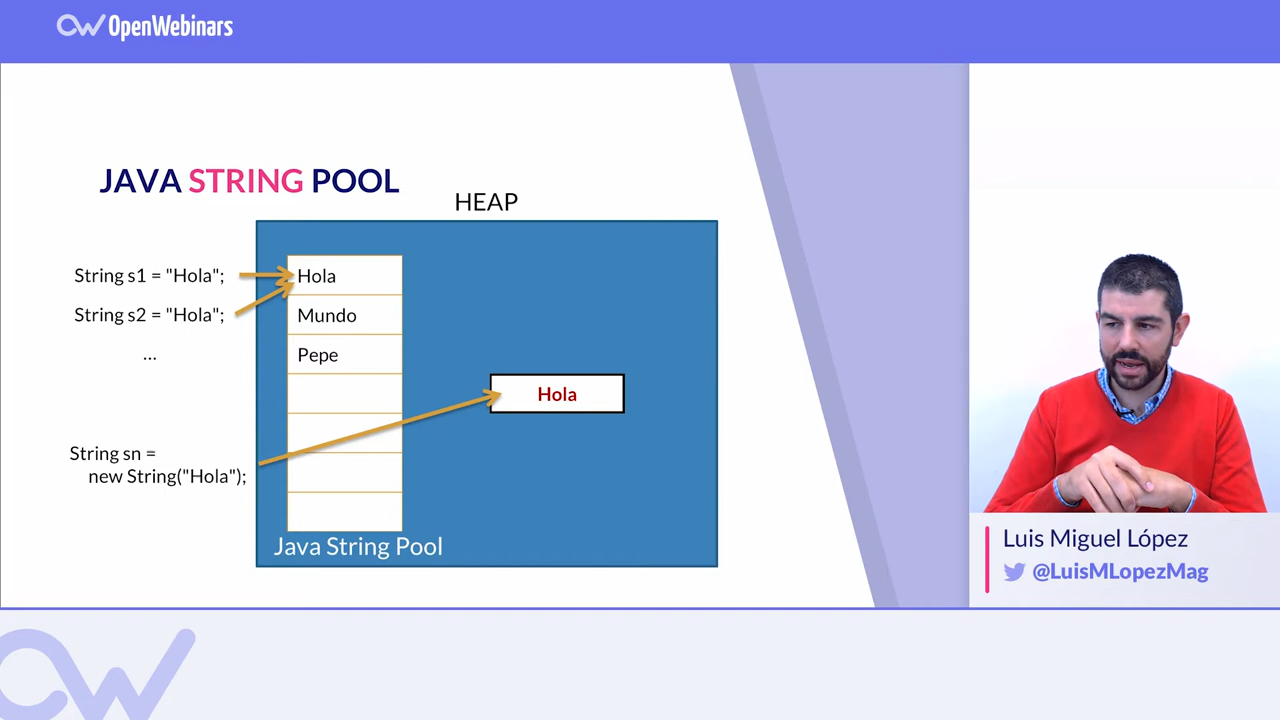 OpenWebinars
JAVA STRING POOL
HEAP
String s1 = "Hola";
String s2 = "Hola";
...
String sn =
new String("Hola");
Hola
Mundo
Pepe
Hola
Java String Pool
Luis Miguel López
@LuisMLopezMag